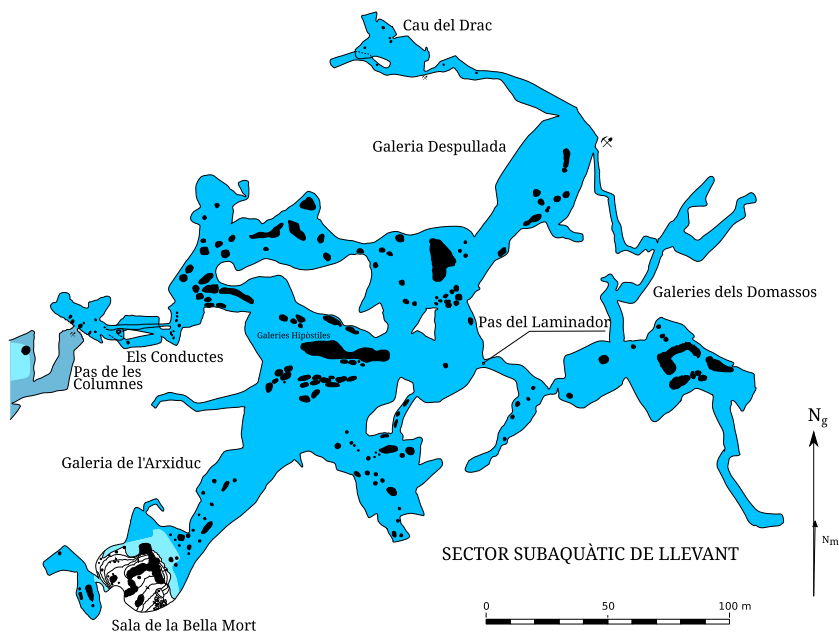 Cau del Drac
Galeria Despullada
Galeries dels Domassos
Pas del Laminador
Galeries Hipòstiles
Els Conductes
Pas de les
Columnes
Galeria de l'Arxiduc
Ng
Nm
SECTOR SUBAQUÀTIC DE LLEVANT
0 50 100 m
Sala de la Bella Mort